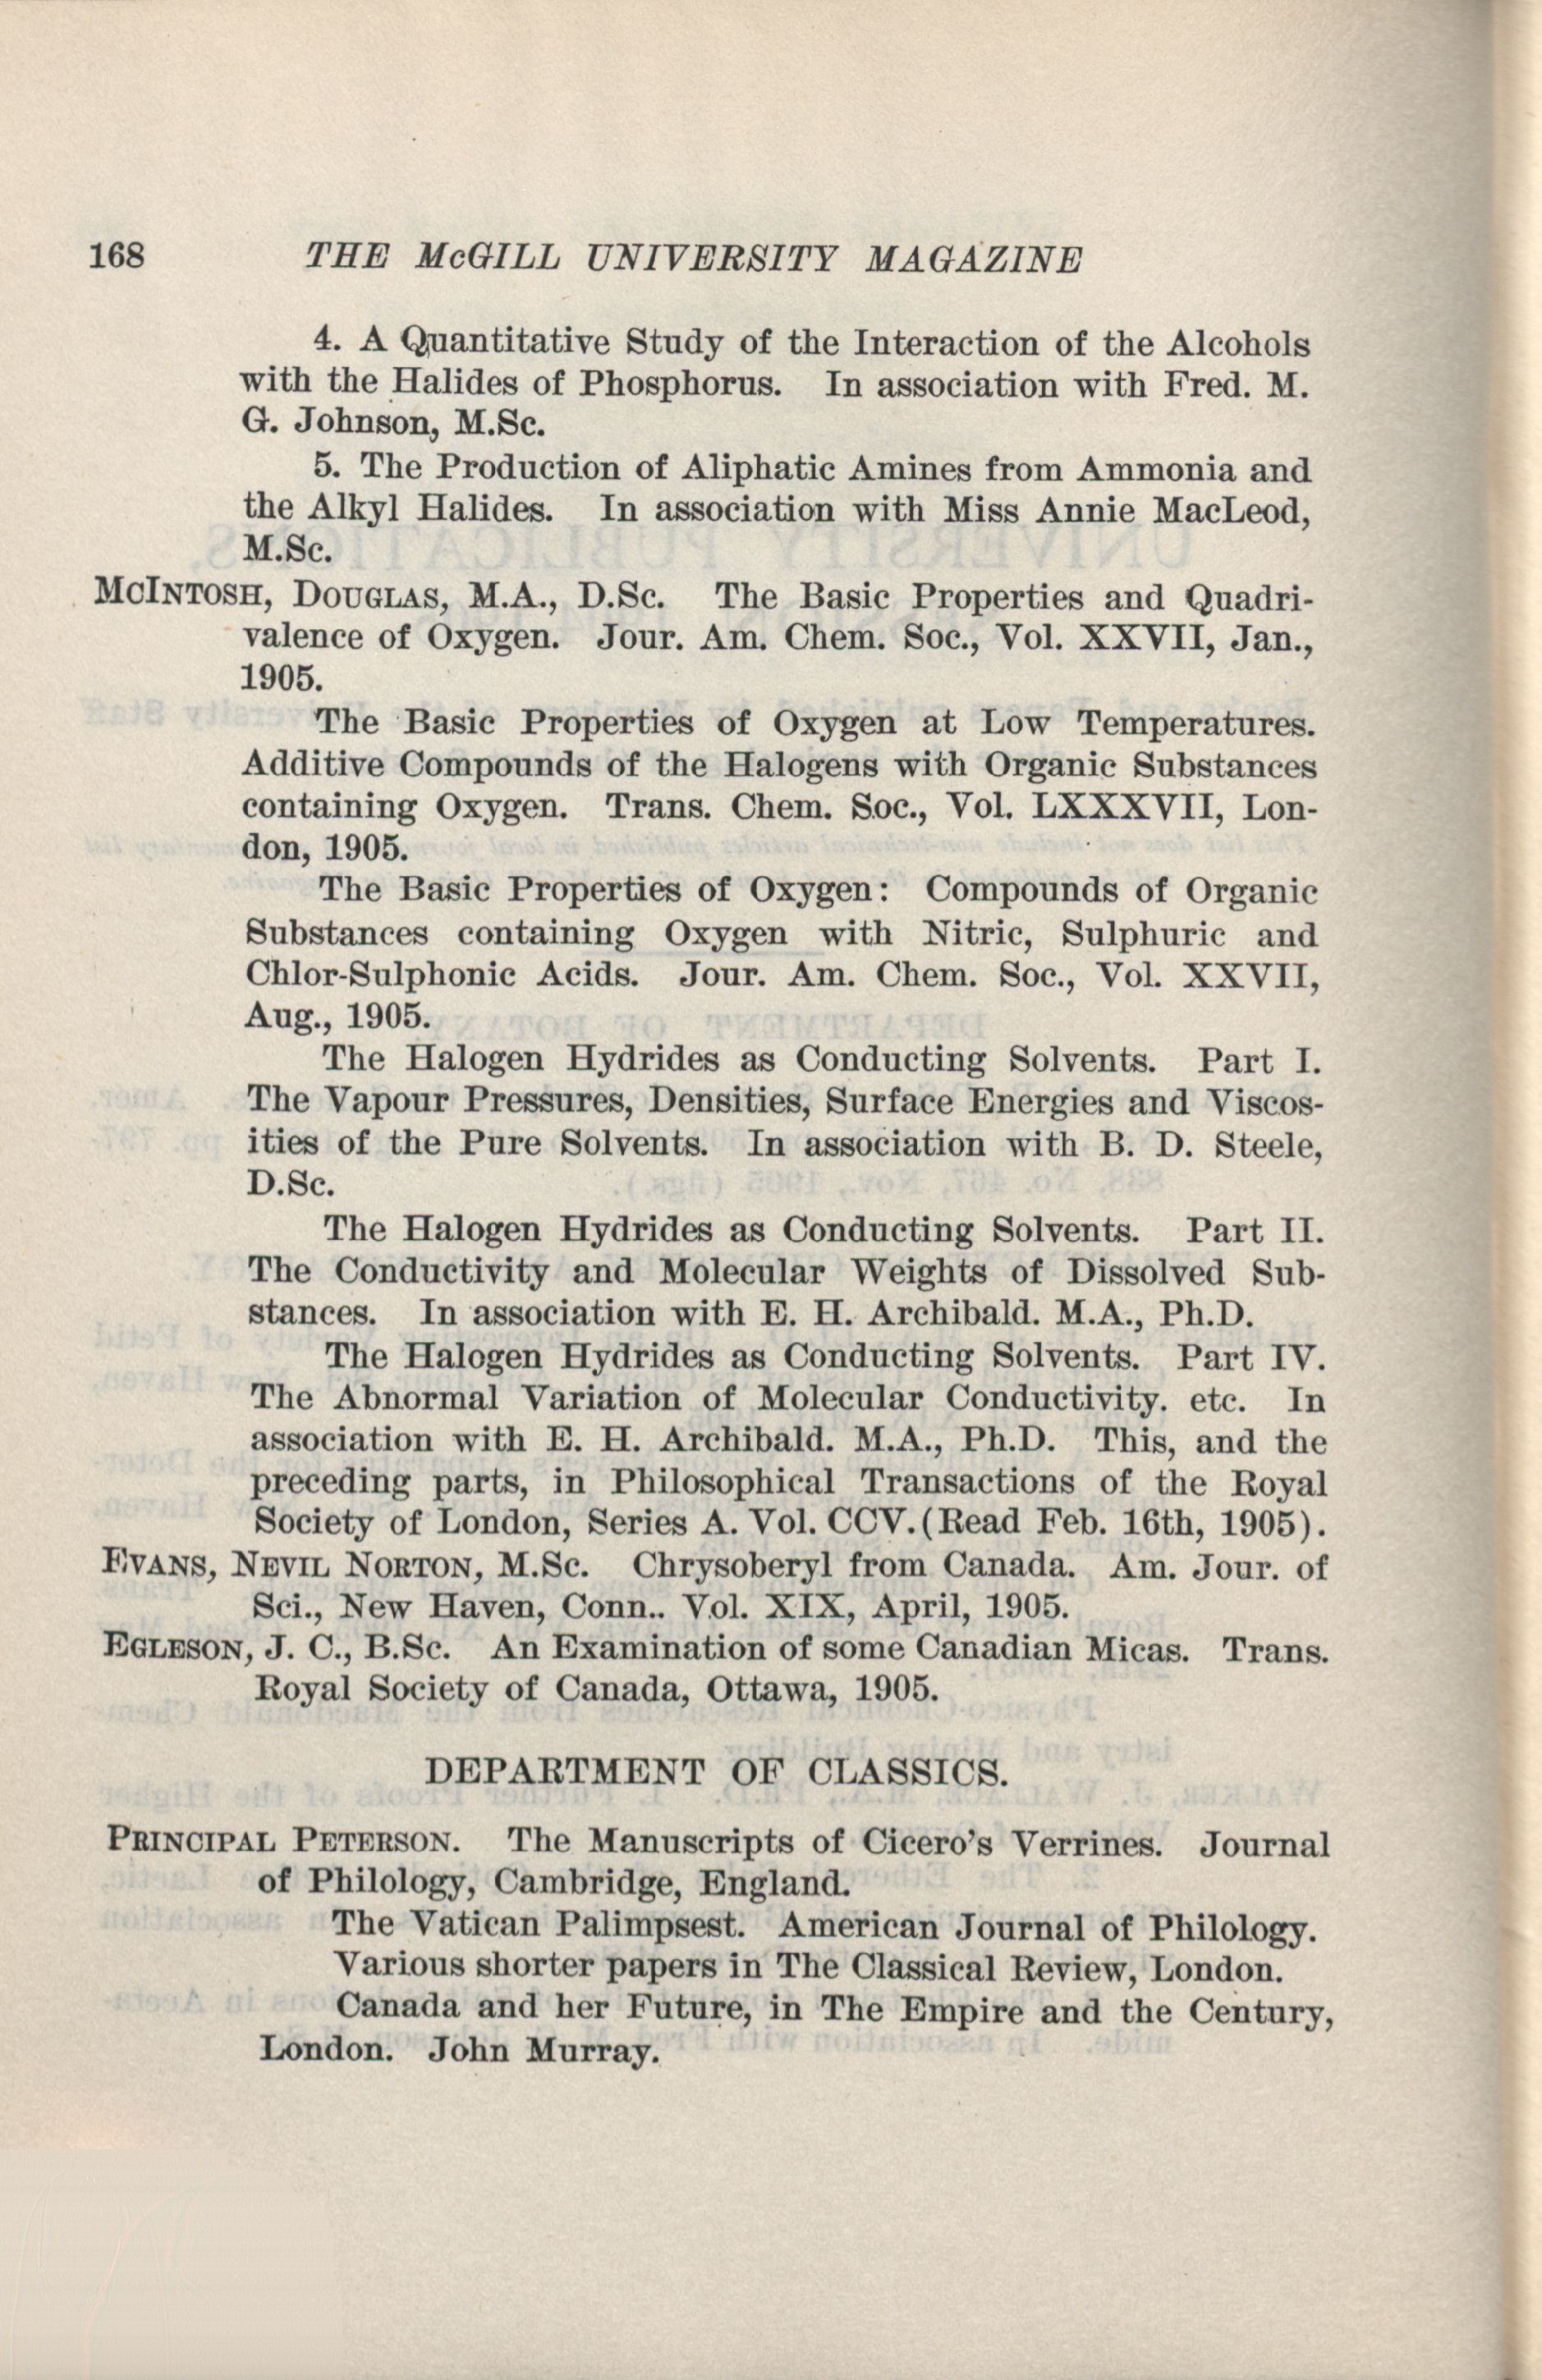 168 THE McGILL UNIVERSITY MAGAZINE
4. A Quantitative Study of the Interaction of the Alcohols
with the Halides of Phosphorus. In association with Fred. M.
G. Johnson, M.Sc.
5. The Production of Aliphatic Amines from Ammonia and
the Alkyl Halides. In association with Miss Annie MacLeod,
M.Sc.
McIntosh, Douglas, M.A., D.Sc. The Basic Properties and Quadri-
valence of Oxygen. Jour. Am. Chem. Soc., Vol. XXVII, Jan.,
1905.
The Basic Properties of Oxygen at Low Temperatures.
Additive Compounds of the Halogens with Organic Substances
containing Oxygen. Trans. Chem. Soc., Vol. LXXXVII, Lon-
don, 1905.
The Basic Properties of Oxygen: Compounds of Organic
Substances containing Oxygen with Nitric, Sulphuric and
Chlor-Sulphonic Acids. Jour. Am. Chem. Soc., Vol. XXVII,
Aug., 1905.
The Halogen Hydrides as Conducting Solvents. Part I.
The Vapour Pressures, Densities, Surface Energies and Viscos-
ities of the Pure Solvents. In association with B. D. Steele,
D.Sc.
The Halogen Hydrides as Conducting Solvents. Part II.
The Conductivity and Molecular Weights of Dissolved Sub-
stances. In association with E. H. Archibald. M.A., Ph.D.
The Halogen Hydrides as Conducting Solvents. Part IV.
The Abnormal Variation of Molecular Conductivity. etc. In
association with E. H. Archibald. M.A., Ph.D. This, and the
preceding parts, in Philosophical Transactions of the Royal
Society of London, Series A. Vol. CCV. (Read Feb. 16th, 1905).
Evans, Nevil Norton, M.Sc. Chrysoberyl from Canada. Am. Jour. of
Sci., New Haven, Conn.. Vol. XIX, April, 1905.
Egleson, J. C., B.Sc. An Examination of some Canadian Micas. Trans.
Royal Society of Canada, Ottawa, 1905.
DEPARTMENT OF CLASSICS.
Principal Peterson. The Manuscripts of Cicero's Verrines. Journal
of Philology, Cambridge, England.
The Vatican Palimpsest. American Journal of Philology.
Various shorter papers in The Classical Review, London.
Canada and her Future, in The Empire and the Century,
London. John Murray.